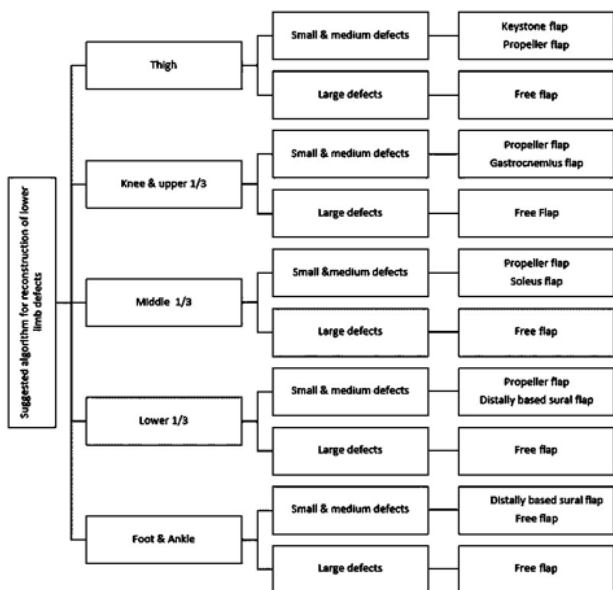 Suggested algorithm for reconstruction of lower
limb defects
Thigh
Small & medium defects
Keystone flap
Propeller flap
Large defects
Free flap
Knee & upper 1/3
Small & medium defects
Propeller flap
Gastrocnemius flap
Large defects
Free Flap
Middle 1/3
Small &medium defects
Propeller flap
Soleus flap
Large defects
Free flap
Lower 1/3
Small & medium defects
Propeller flap
Distally based sural flap
Large defects
Free flap
Foot & Ankle
Small & medium defects
Distally based sural flap
Free flap
Large defects
Free flap